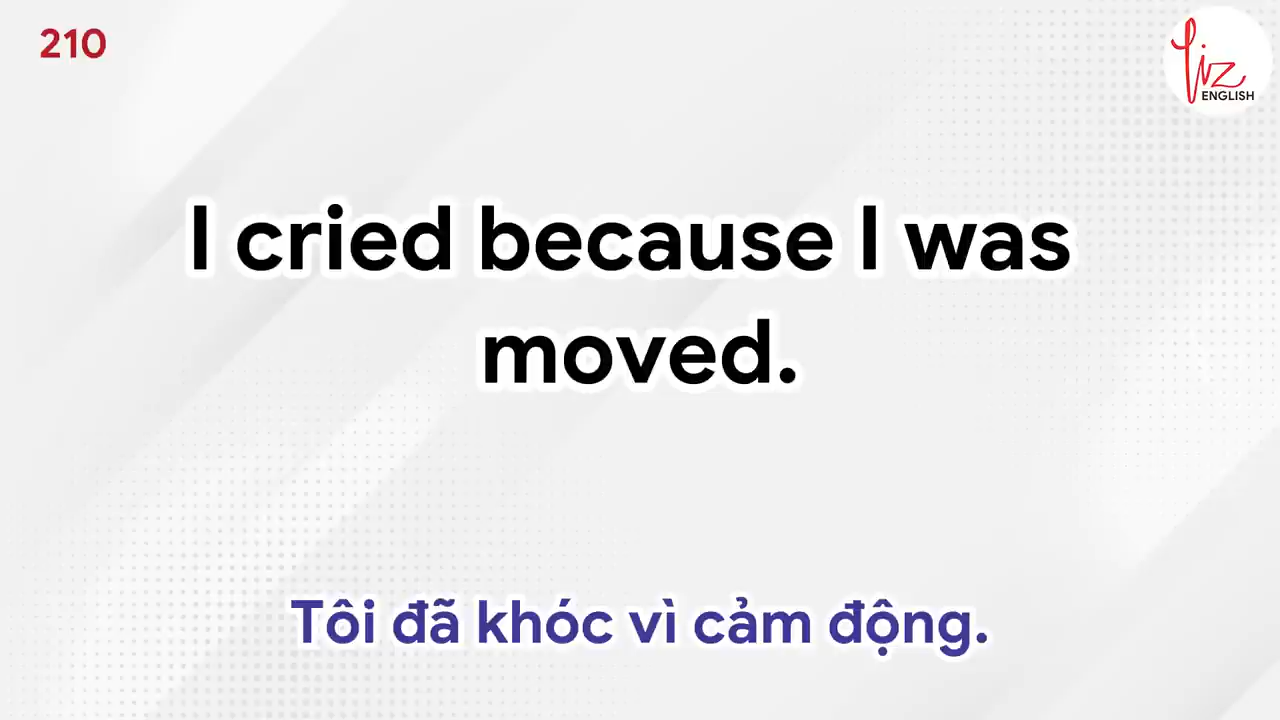 210
Liz
ENGLISH
I cried because I was
moved.
Tôi đã khóc vì cảm động.